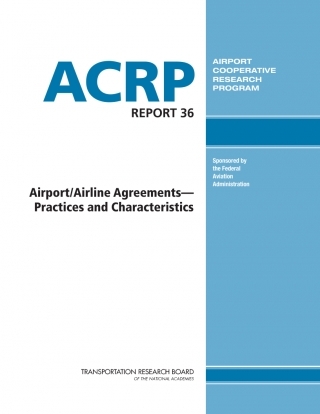 ACRP
REPORT 36
AIRPORT
COOPERATIVE
RESEARCH
PROGRAM
Sponsored by
the Federal
Aviation
Administration
Airport/Airline Agreements—
Practices and Characteristics
TRANSPORTATION RESEARCH BOARD
OF THE NATIONAL ACADEMIES